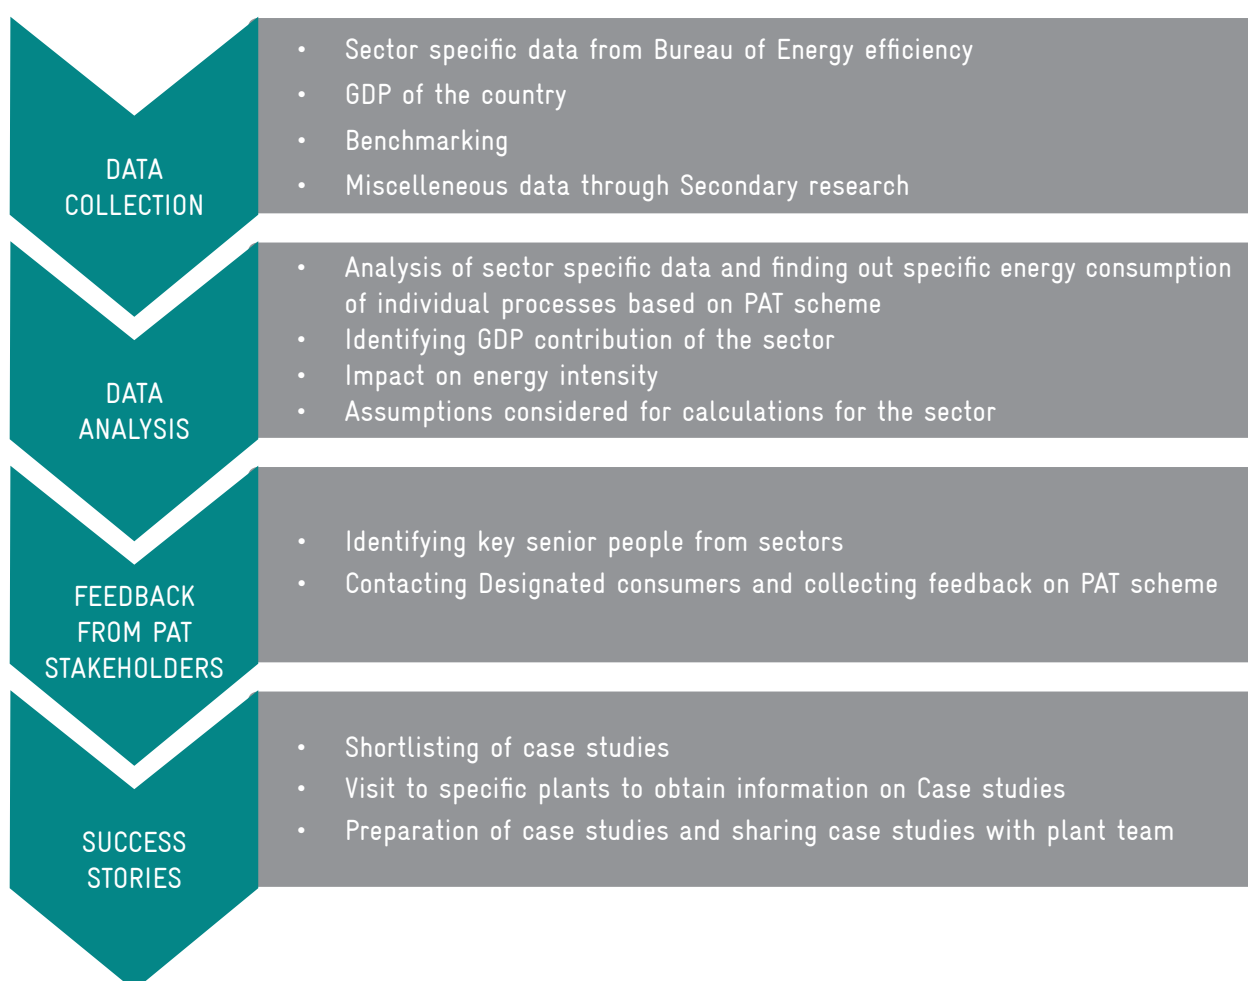 DATA
COLLECTION
• Sector specific data from Bureau of Energy efficiency
• GDP of the country
• Benchmarking
• Miscelleneous data through Secondary research
DATA
ANALYSIS
• Analysis of sector specific data and finding out specific energy consumption
of individual processes based on PAT scheme
• Identifying GDP contribution of the sector
• Impact on energy intensity
• Assumptions considered for calculations for the sector
FEEDBACK
FROM PAT
STAKEHOLDERS
• Identifying key senior people from sectors
• Contacting Designated consumers and collecting feedback on PAT scheme
SUCCESS
STORIES
• Shortlisting of case studies
• Visit to specific plants to obtain information on Case studies
• Preparation of case studies and sharing case studies with plant team